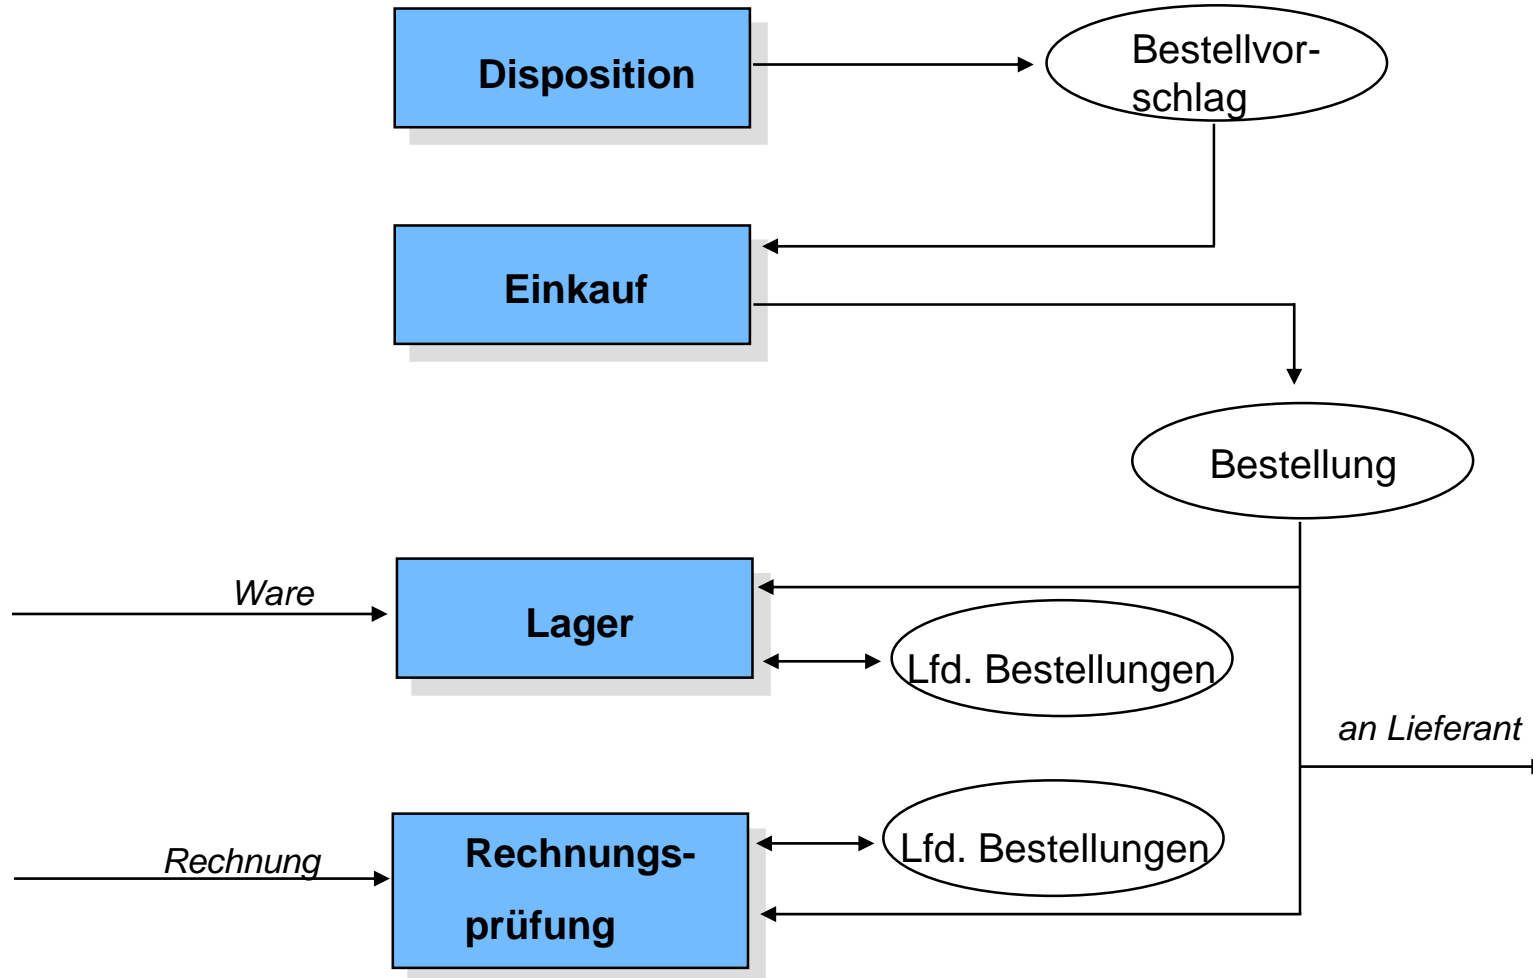 Disposition
Bestellvor-
schlag
Einkauf
Bestellung
Ware
Lager
Lfd. Bestellungen
an Lieferant
Rechnung
Rechnungs-
prüfung
Lfd. Bestellungen